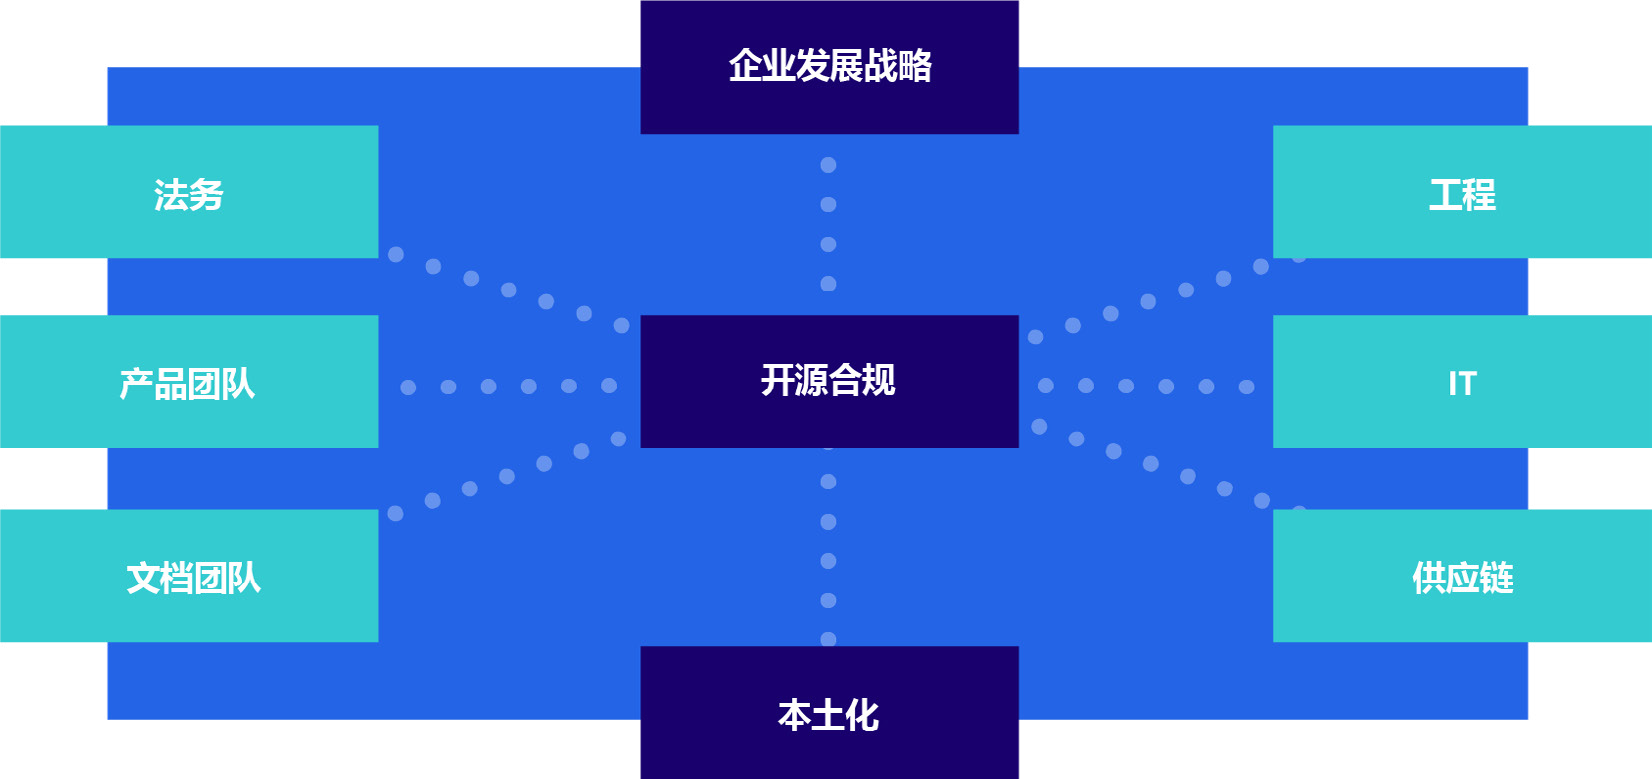 企业发展战略
法务
工程
产品团队
开源合规
IT
文档团队
供应链
本土化